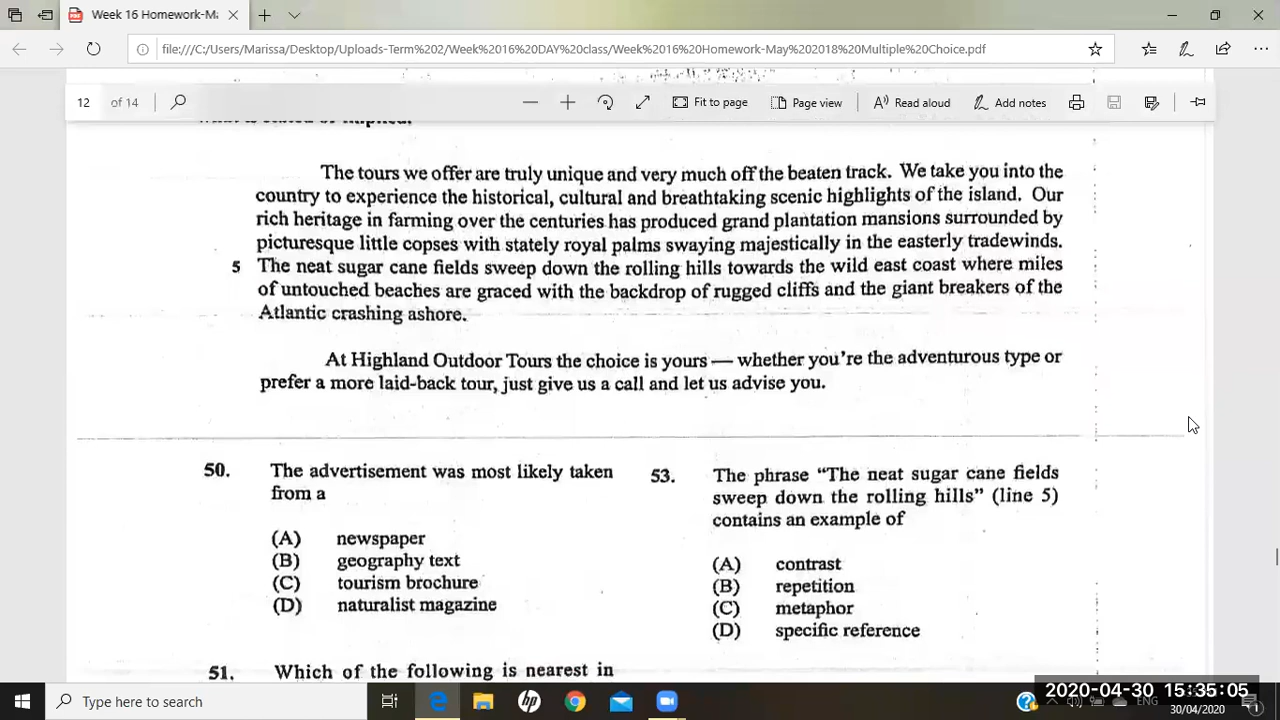 Week 16 Homework-Ma
file:///C:/Users/Marissa/Desktop/Uploads-Term%202/Week%2016%20DAY%20class/Week%2016%20Homework-May%202018%20Multiple%20Choice.pdf
12 of 14
Fit to page
Page view
Read aloud
Add notes
The tours we offer are truly unique and very much off the beaten track. We take you into the
country to experience the historical, cultural and breathtaking scenic highlights of the island. Our
rich heritage in farming over the centuries has produced grand plantation mansions surrounded by
picturesque little copses with stately royal palms swaying majestically in the easterly tradewinds.
5 The neat sugar cane fields sweep down the rolling hills towards the wild east coast where miles
of untouched beaches are graced with the backdrop of rugged cliffs and the giant breakers of the
Atlantic crashing ashore.
At Highland Outdoor Tours the choice is yours — whether you're the adventurous type or
prefer a more laid-back tour, just give us a call and let us advise you.
50. The advertisement was most likely taken
from a
(A) newspaper
(B) geography text
(C) tourism brochure
(D) naturalist magazine
51. Which of the following is nearest in
53. The phrase "The neat sugar cane fields
sweep down the rolling hills" (line 5)
contains an example of
(A) contrast
(B) repetition
(C) metaphor
(D) specific reference
Type here to search
hp
ENG
2020-04-30 15:35:05
30/04/2020